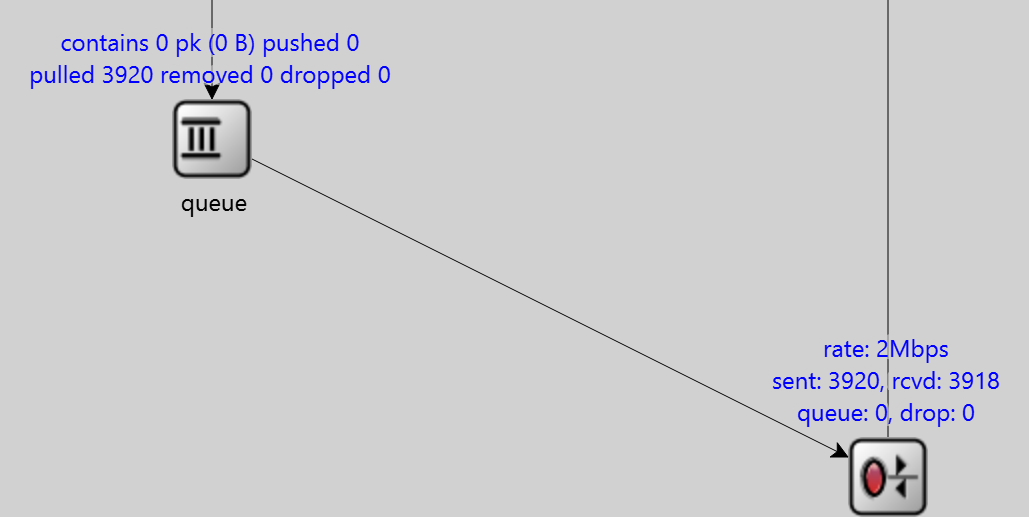 contains 0 pk (0 B) pushed 0
pulled 3920 removed 0 dropped 0
queue
rate: 2Mbps
sent: 3920, rcvd: 3918
queue: 0, drop: 0